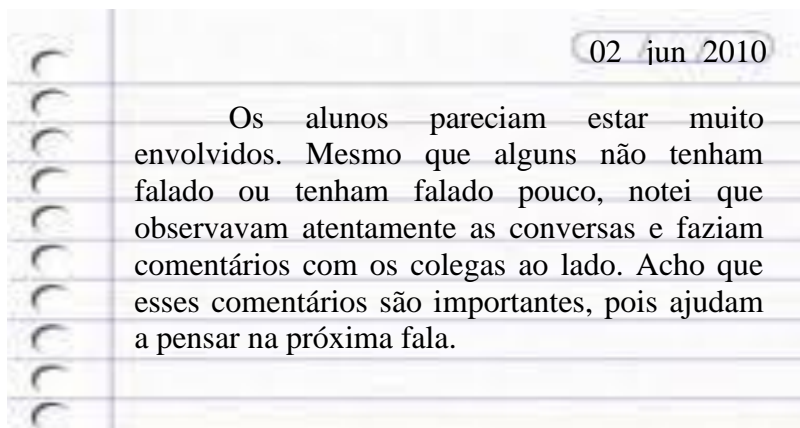 02 jun 2010
Os alunos pareciam estar muito
envolvidos. Mesmo que alguns não tenham
falado ou tenham falado pouco, notei que
observavam atentamente as conversas e faziam
comentários com os colegas ao lado. Acho que
esses comentários são importantes, pois ajudam
a pensar na próxima fala.